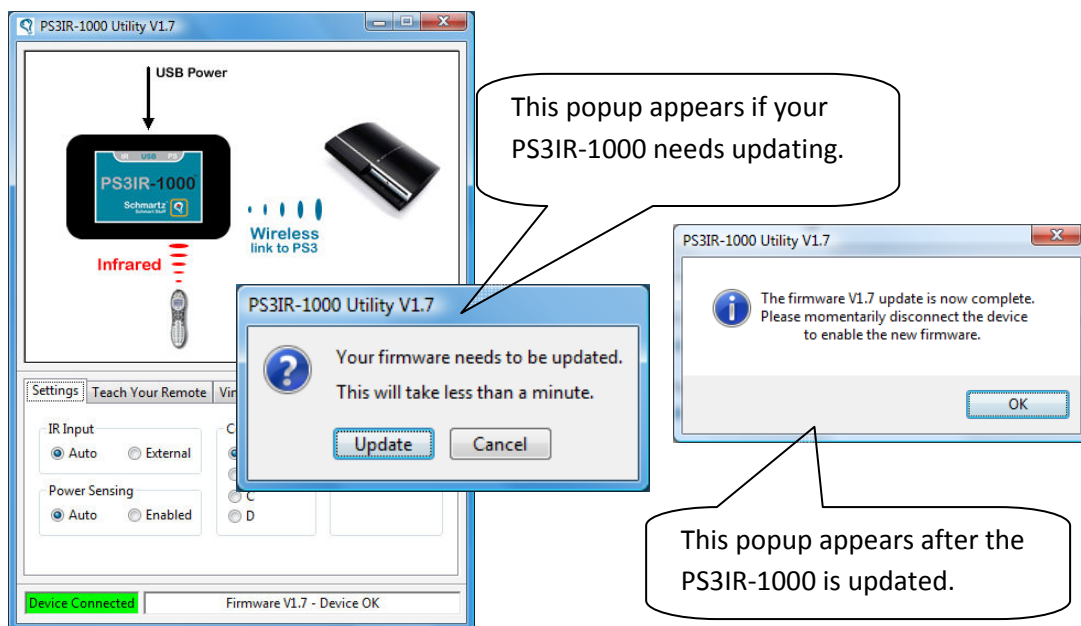 PS3IR-1000 Utility V1.7
USB Power
IR USB PS
PS3IR-1000
Schmartz
Schmart Stuff
Wireless
link to PS3
Infrared
This popup appears if your
PS3IR-1000 needs updating.
PS3IR-1000 Utility V1.7
Your firmware needs to be updated.
This will take less than a minute.
Update Cancel
PS3IR-1000 Utility V1.7
The firmware V1.7 update is now complete.
Please momentarily disconnect the device
to enable the new firmware.
OK
This popup appears after the
PS3IR-1000 is updated.
Settings Teach Your Remote Vir
IR Input
Auto External
Power Sensing
Auto Enabled
C
C
D
Device Connected Firmware V1.7 - Device OK